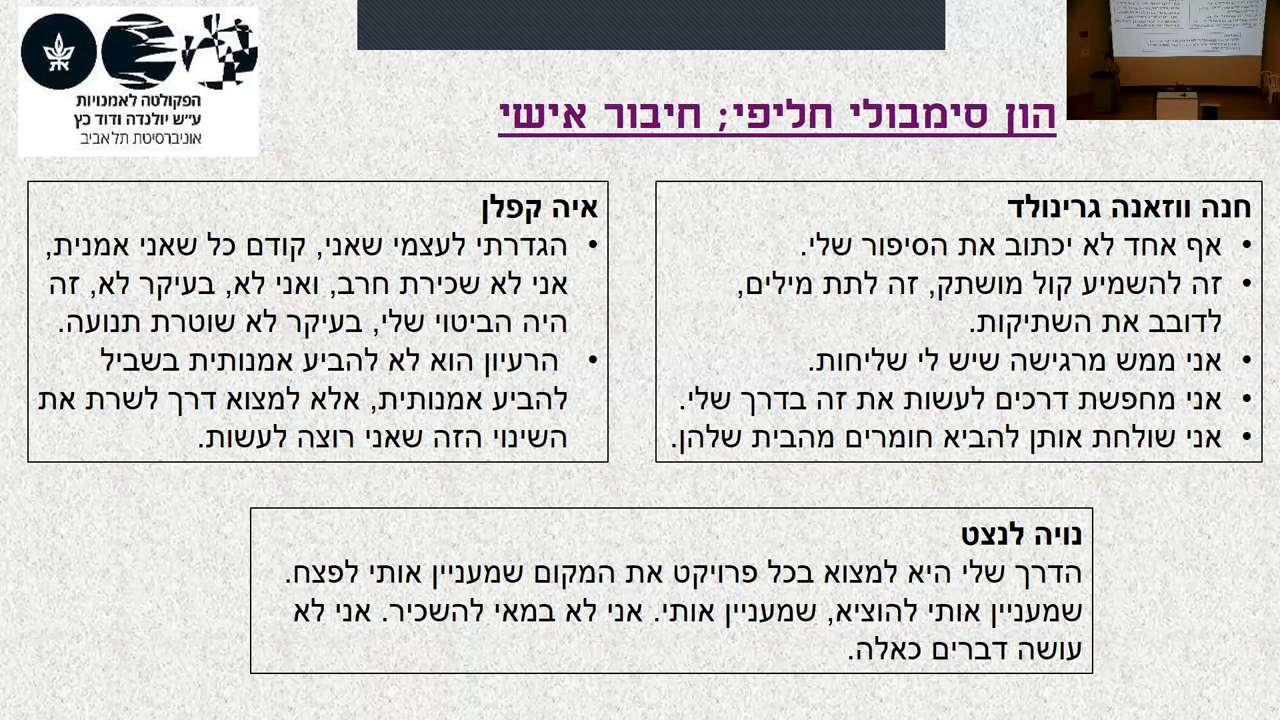 הפקולטה לאמנויות
ע״ש יולנדה ודוד כץ
אוניברסיטת תל אביב
הון סימבולי חליפי; חיבור אישי
חנה ווזאנה גרינולד
• אף אחד לא יכתוב את הסיפור שלי.
• זה להשמיע קול משותק, זה לתת מילים,
לדובב את השתיקות.
• אני ממש מרגישה שיש לי שליחות.
• אני מחפשת דרכים לעשות את זה בדרך שלי.
• אני שולחת אותן להביא חומרים מהבית שלהן.
איה קפלן
• הגדרתי לעצמי שאני, קודם כל שאני אמנית,
אני לא שכירת חרב, ואני לא, בעיקר לא, זה
היה הביטוי שלי, בעיקר לא שוטרת תנועה.
• הרעיון הוא לא להביע אמנותית בשביל
להביע אמנותית, אלא למצוא דרך לשרת את
השינוי הזה שאני רוצה לעשות.
נויה לנצט
הדרך שלי היא למצוא בכל פרויקט את המקום שמעניין אותי לפצח.
שמעניין אותי להוציא, שמעניין אותי. אני לא במאי להשכיר. אני לא
עושה דברים כאלה.